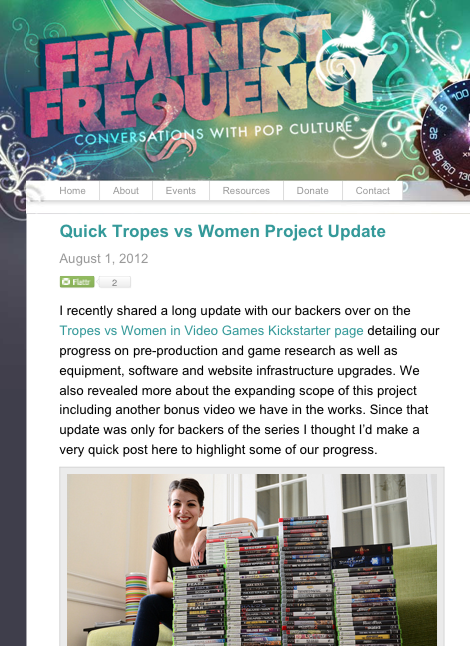 FEMINIST
FREQUENCY
CONVERSATIONS WITH POP CULTURE
Home About Events Resources Donate Contact
Quick Tropes vs Women Project Update
August 1, 2012
Flattr 2
I recently shared a long update with our backers over on the
Tropes vs Women in Video Games Kickstarter page detailing our
progress on pre-production and game research as well as
equipment, software and website infrastructure upgrades. We
also revealed more about the expanding scope of this project
including another bonus video we have in the works. Since that
update was only for backers of the series I thought I'd make a
very quick post here to highlight some of our progress.
92
100
88
160